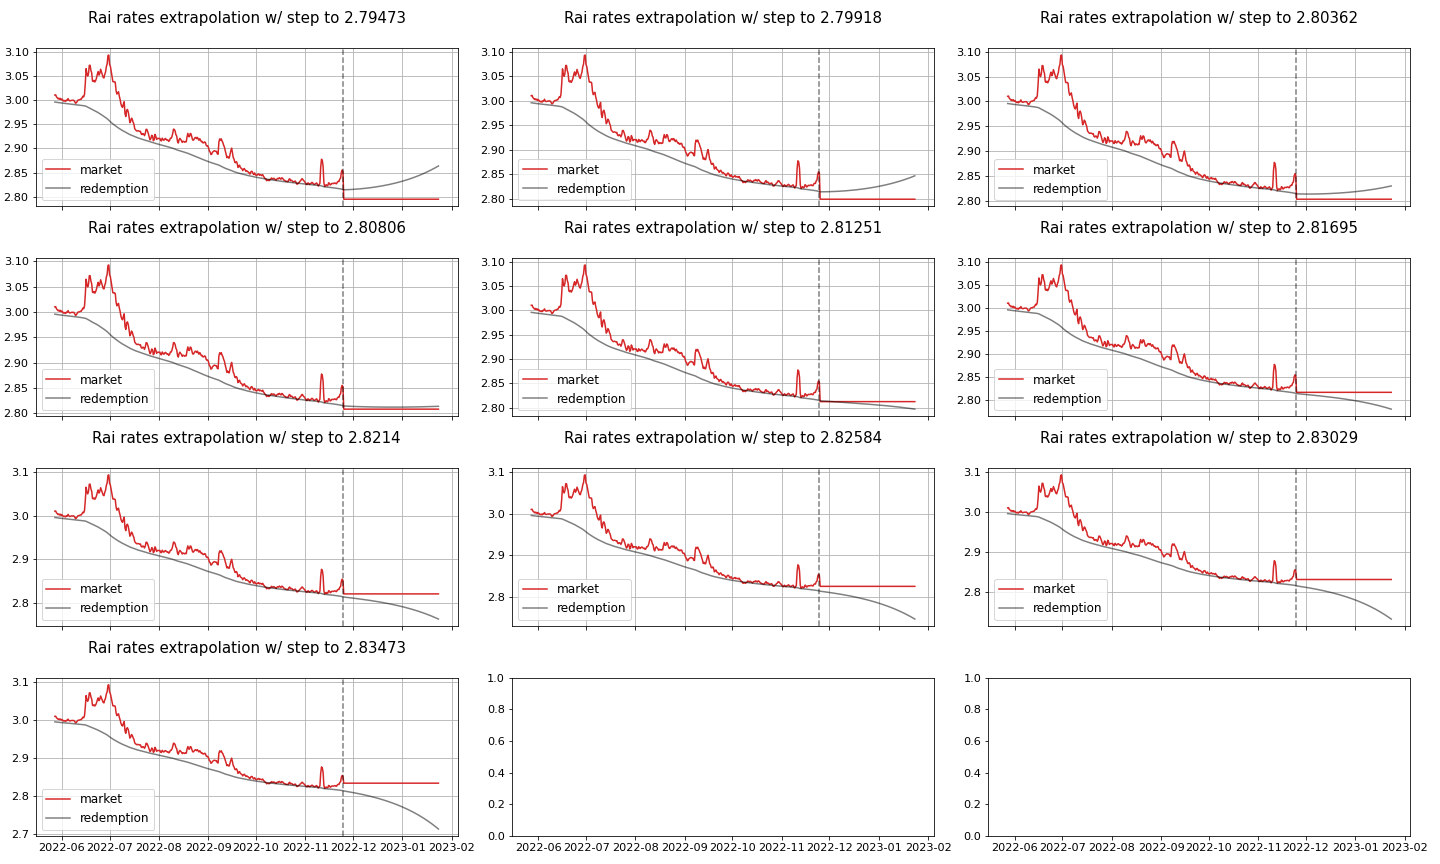 Rai rates extrapolation w/ step to 2.79473
3.10
3.05
3.00
2.95
2.90
2.85
2.80
market
redemption
Rai rates extrapolation w/ step to 2.79918
3.10
3.05
3.00
2.95
2.90
2.85
2.80
market
redemption
Rai rates extrapolation w/ step to 2.80362
3.10
3.05
3.00
2.95
2.90
2.85
2.80
market
redemption
Rai rates extrapolation w/ step to 2.80806
3.10
3.05
3.00
2.95
2.90
2.85
2.80
market
redemption
Rai rates extrapolation w/ step to 2.81251
3.10
3.05
3.00
2.95
2.90
2.85
2.80
market
redemption
Rai rates extrapolation w/ step to 2.81695
3.10
3.05
3.00
2.95
2.90
2.85
2.80
market
redemption
Rai rates extrapolation w/ step to 2.8214
3.1
3.0
2.9
2.8
market
redemption
Rai rates extrapolation w/ step to 2.82584
3.1
3.0
2.9
2.8
market
redemption
Rai rates extrapolation w/ step to 2.83029
3.1
3.0
2.9
2.8
market
redemption
Rai rates extrapolation w/ step to 2.83473
3.1
3.0
2.9
2.8
2.7
market
redemption
2022-06 2022-07 2022-08 2022-09 2022-10 2022-11 2022-12 2023-01 2023-02
1.0
0.8
0.6
0.4
0.2
0.0
2022-06 2022-07 2022-08 2022-09 2022-10 2022-11 2022-12 2023-01 2023-02
1.0
0.8
0.6
0.4
0.2
0.0
2022-06 2022-07 2022-08 2022-09 2022-10 2022-11 2022-12 2023-01 2023-02